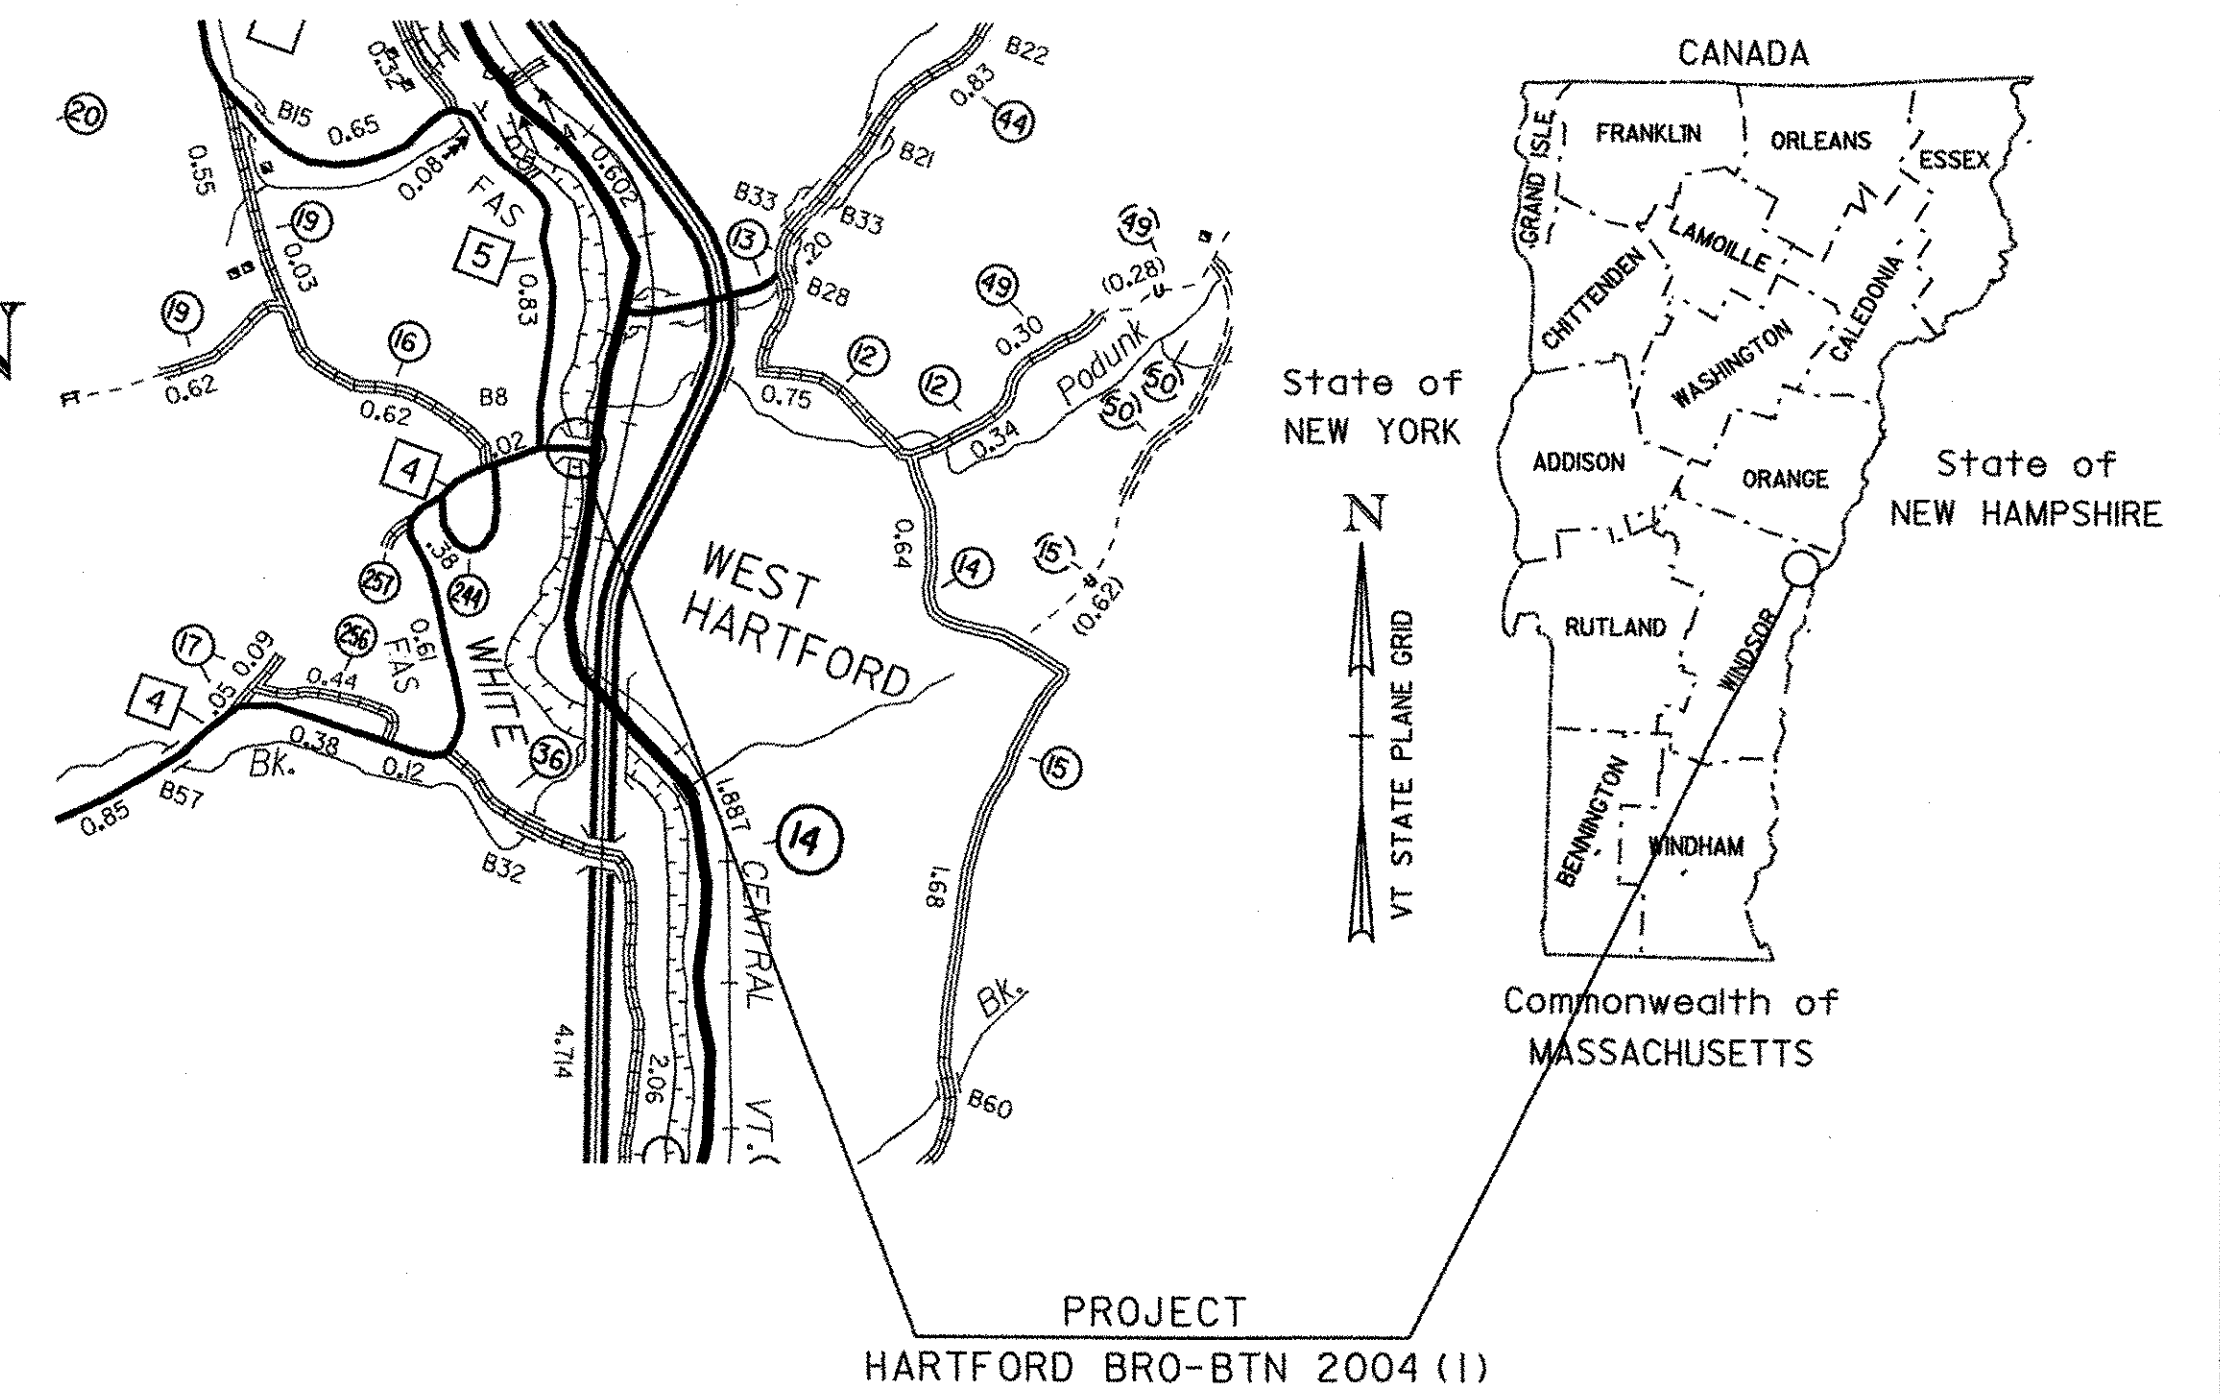 B22
0.83
44
20
0.32
B15
0.65
0.55
0.08
FAS
0.602
B21
B33
B33
13
.20
B28
19
0.03
5
0.83
19
0.62
16
0.62
B8
.02
4
49
(0.28)
49
0.30
Podunk
(50)
(50)
12
0.75
12
0.34
.38
257
244
WEST
HARTFORD
0.64
14
(15)
(0.62)
17
0.09
.05
256
FAS
0.61
0.44
4
WHITE
0.38
Bk.
0.12
36
B57
0.85
B32
1.887
14
15
1.68
CENTRAL
4.714
2.06
VT.(
Bk.
B60
CANADA
GRAND ISLE
FRANKLIN
ORLEANS
ESSEX
LAMOILLE
CHITTENDEN
CALEDONIA
WASHINGTON
State of
NEW YORK
ADDISON
ORANGE
State of
NEW HAMPSHIRE
N
VT STATE PLANE GRID
RUTLAND
WINDSOR
BENNINGTON
WINDHAM
Commonwealth of
MASSACHUSETTS
PROJECT
HARTFORD BRO-BTN 2004 (1)